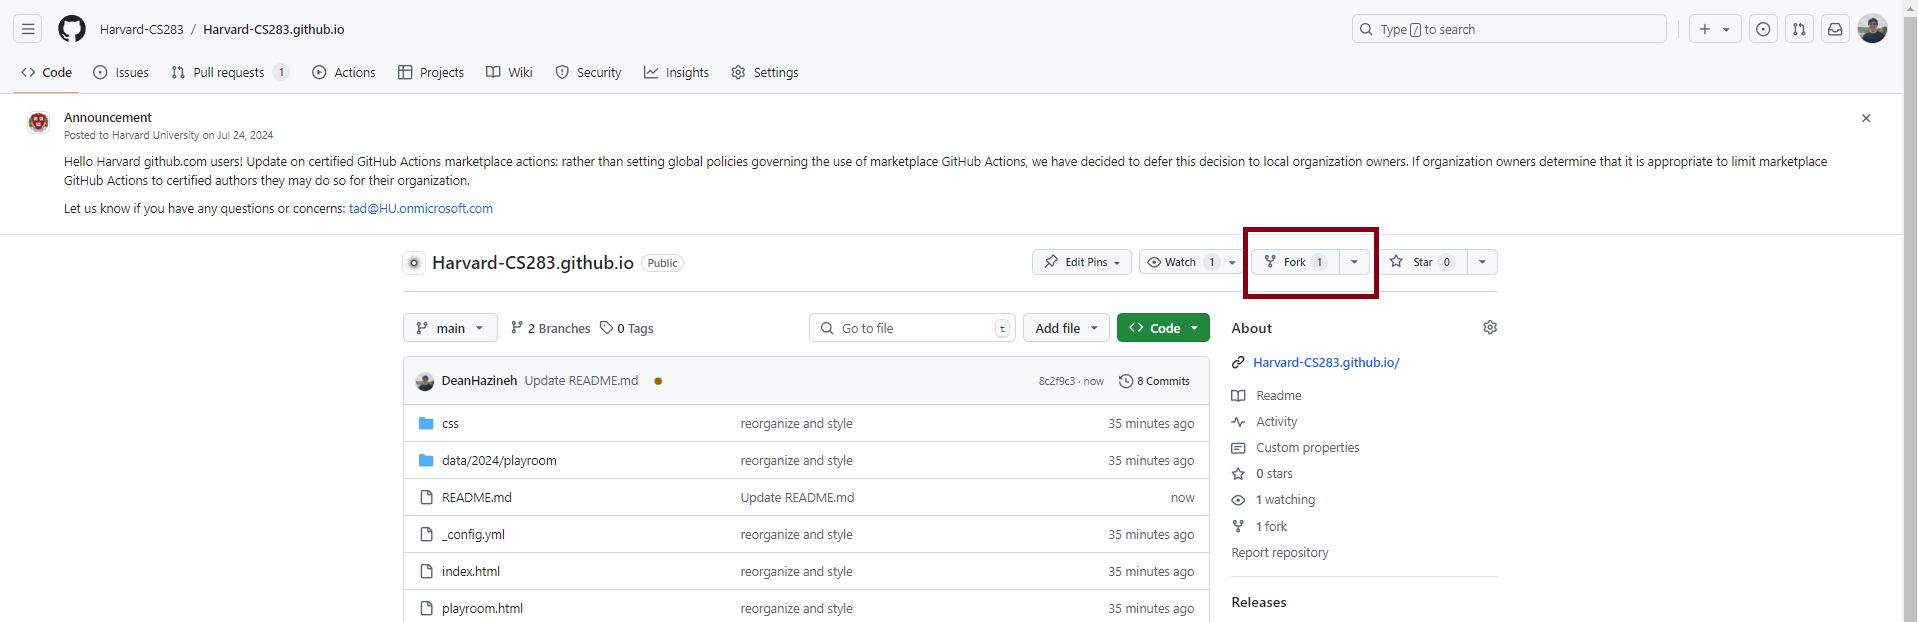 Harvard-CS283 / Harvard-CS283.github.io
Type / to search
Code Issues Pull requests 1 Actions Projects Wiki Security Insights Settings
Announcement
Posted to Harvard University on Jul 24, 2024
Hello Harvard github.com users! Update on certified GitHub Actions marketplace actions: rather than setting global policies governing the use of marketplace GitHub Actions, we have decided to defer this decision to local organization owners. If organization owners determine that it is appropriate to limit marketplace
GitHub Actions to certified authors they may do so for their organization.
Let us know if you have any questions or concerns: tad@HU.onmicrosoft.com
Harvard-CS283.github.io Public
Edit Pins Watch 1 Fork 1 Star 0
main 2 Branches 0 Tags
Go to file t Add file <> Code
DeanHazineh Update README.md 8c2f9c3 · now 8 Commits
css reorganize and style 35 minutes ago
data/2024/playroom reorganize and style 35 minutes ago
README.md Update README.md now
_config.yml reorganize and style 35 minutes ago
index.html reorganize and style 35 minutes ago
playroom.html reorganize and style 35 minutes ago
About
Harvard-CS283.github.io/
Readme
Activity
Custom properties
0 stars
1 watching
1 fork
Report repository
Releases